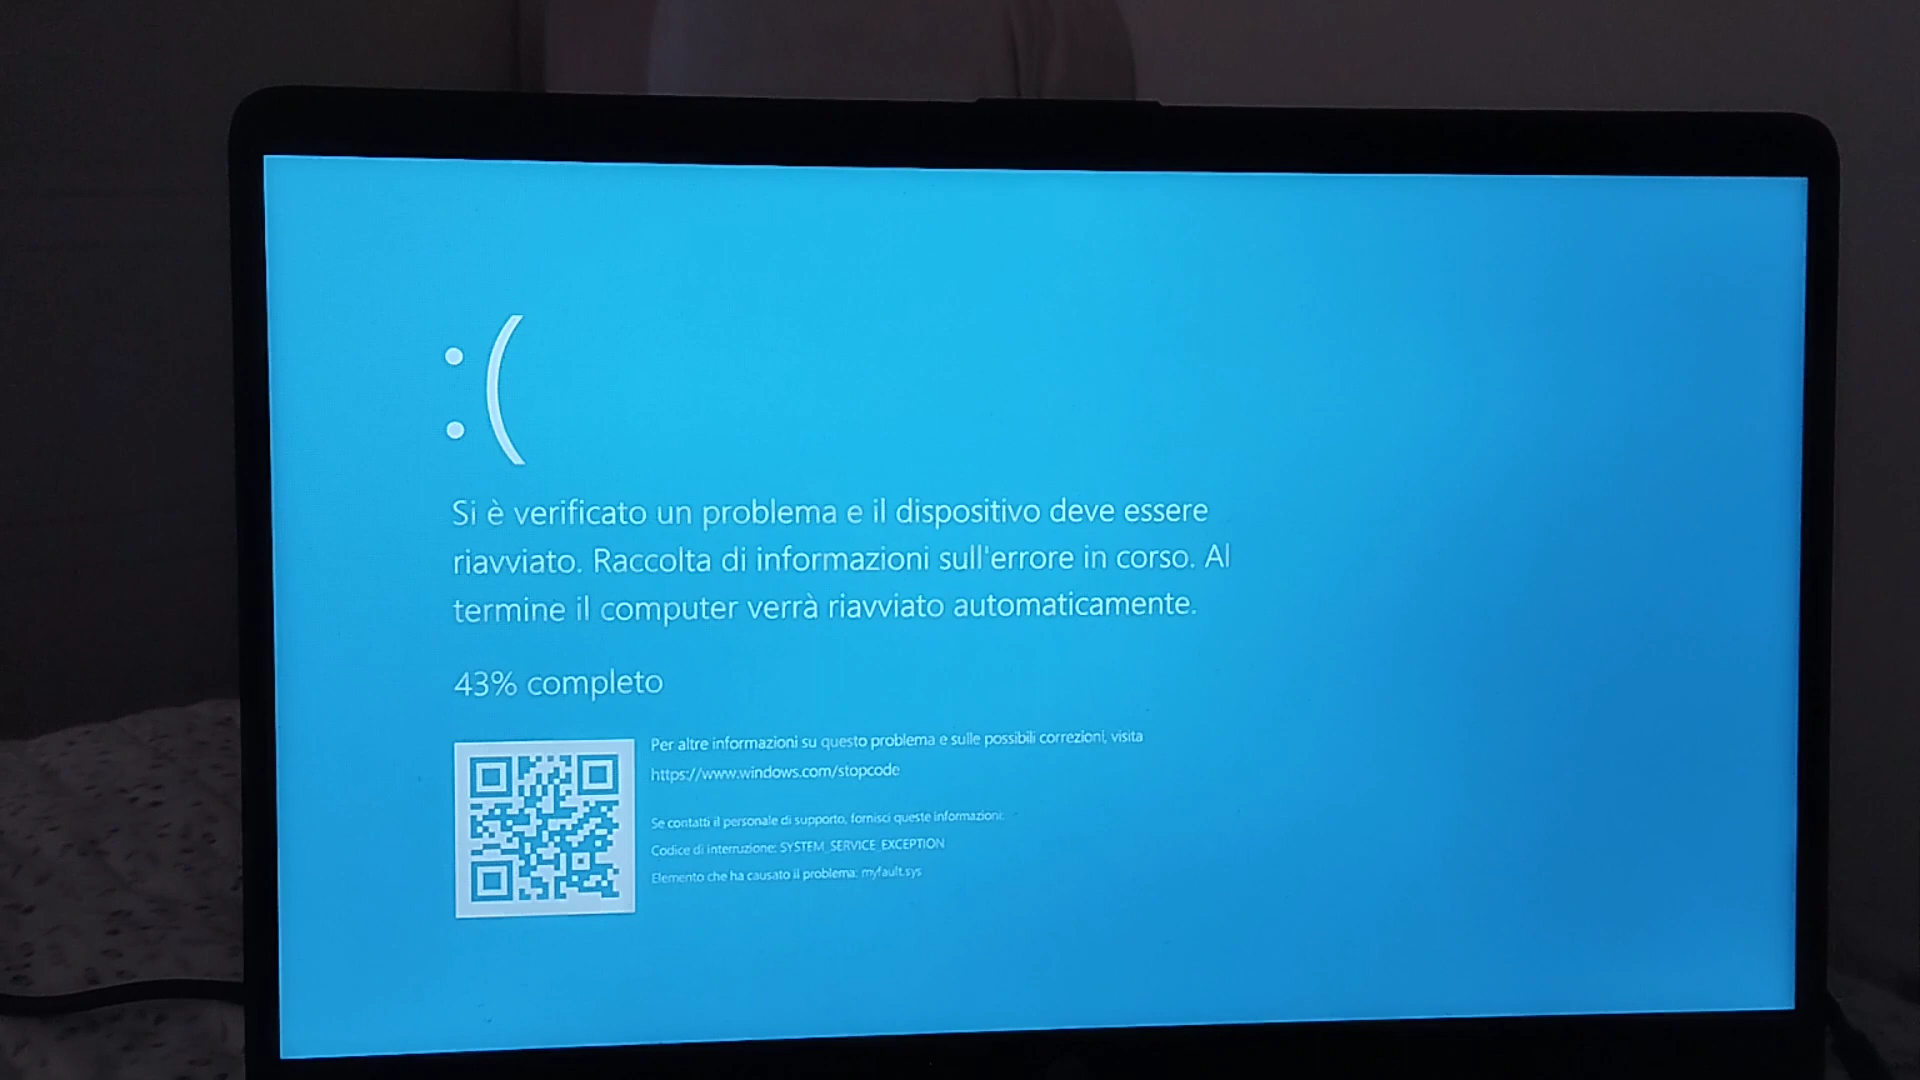 :(
Si è verificato un problema e il dispositivo deve essere
riavviato. Raccolta di informazioni sull'errore in corso. Al
termine il computer verrà riavviato automaticamente.
43% completo
Per altre informazioni su questo problema e sulle possibili correzioni, visita
https://www.windows.com/stopcode
Se contatti il personale di supporto, fornisci queste informazioni:
Codice di interruzione: SYSTEM_SERVICE_EXCEPTION
Elemento che ha causato il problema: myfault.sys